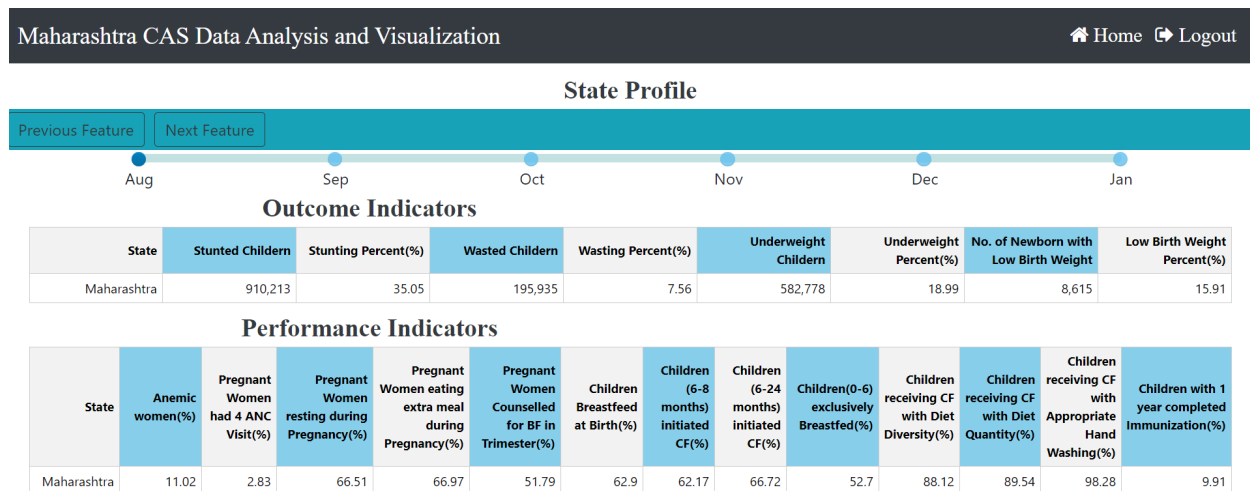 Maharashtra CAS Data Analysis and Visualization
Home Logout
State Profile
Previous Feature Next Feature
Aug Sep Oct Nov Dec Jan
Outcome Indicators
State Stunted Childern Stunting Percent(%) Wasted Childern Wasting Percent(%) Underweight Childern Underweight Percent(%) No. of Newborn with Low Birth Weight Low Birth Weight Percent(%)
Maharashtra 910,213 35.05 195,935 7.56 582,778 18.99 8,615 15.91
Performance Indicators
State Anemic women(%) Pregnant Women had 4 ANC Visit(%) Pregnant Women resting during Pregnancy(%) Pregnant Women eating extra meal during Pregnancy(%) Pregnant Women Counselled for BF in Trimester(%) Children Breastfeed at Birth(%) Children (6-8 months) initiated CF(%) Children (6-24 months) initiated CF(%) Children(0-6) exclusively Breastfed(%) Children receiving CF with Diet Diversity(%) Children receiving CF with Diet Quantity(%) Children receiving CF with Appropriate Hand Washing(%) Children with 1 year completed Immunization(%)
Maharashtra 11.02 2.83 66.51 66.97 51.79 62.9 62.17 66.72 52.7 88.12 89.54 98.28 9.91